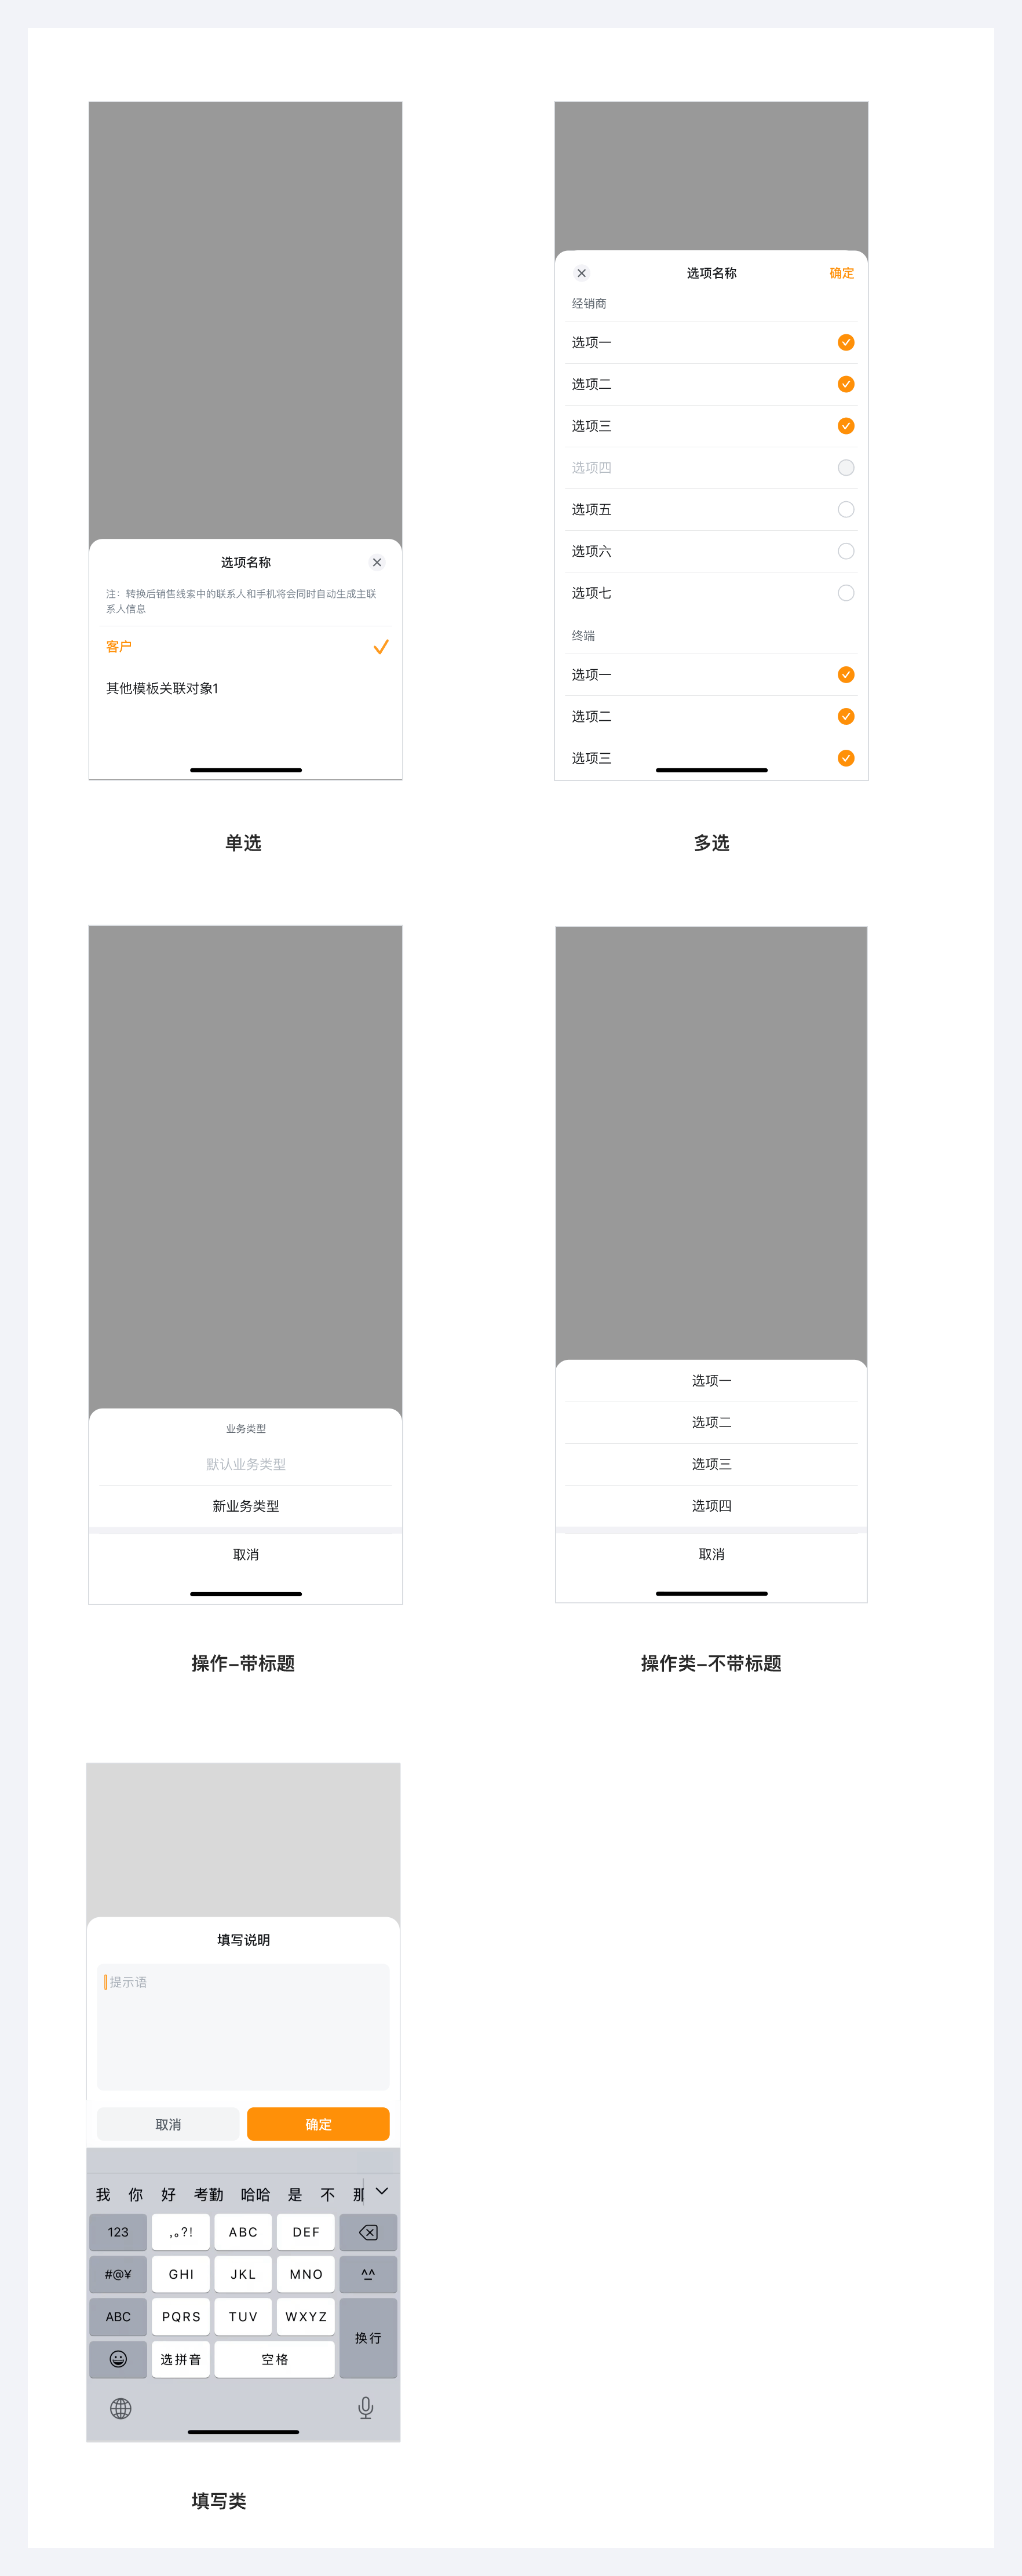 选项名称
注：转换后销售线索中的联系人和手机将会同时自动生成主联
系人信息
客户
其他模板关联对象1
单选
选项名称
确定
经销商
选项一
选项二
选项三
选项四
选项五
选项六
选项七
终端
选项一
选项二
选项三
多选
业务类型
默认业务类型
新业务类型
取消
操作-带标题
选项一
选项二
选项三
选项四
取消
操作类-不带标题
填写说明
提示语
取消 确定
我 你 好 考勤 哈哈 是 不 那
123 ,。?! ABC DEF
#@¥ GHI JKL MNO ^^
ABC PQRS TUV WXYZ
换行
选拼音 空格
填写类